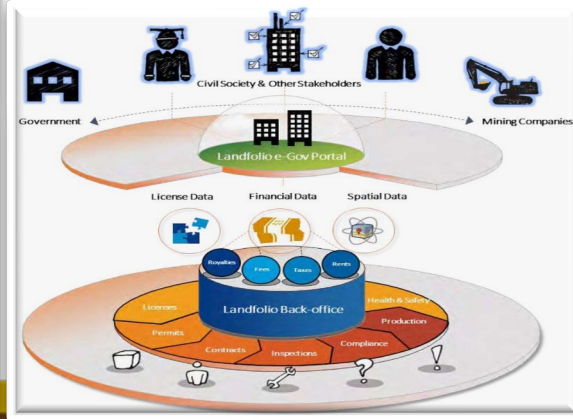 Civil Society & Other Stakeholders
Government
Mining Companies
Landfolio e-Gov Portal
License Data
Financial Data
Spatial Data
Royalties
Fees
Taxes
Rents
Landfolio Back-office
Licenses
Permits
Contracts
Inspections
Compliance
Production
Health & Safety
?
!